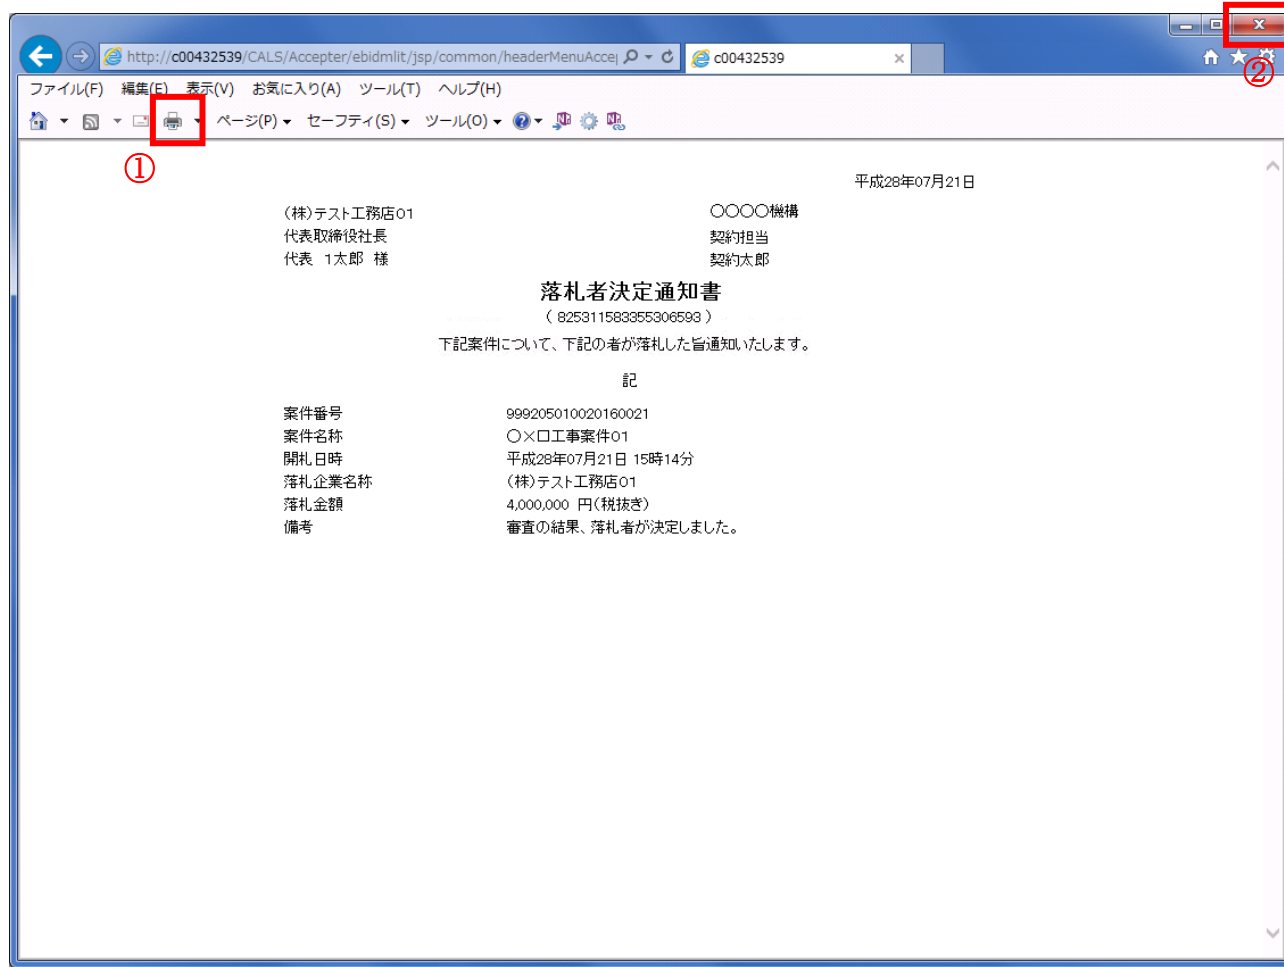 http://c00432539/CALS/Accepter/ebidmlit/jsp/common/headerMenuAccep
c00432539
②
ファイル(F) 編集(E) 表示(V) お気に入り(A) ツール(T) ヘルプ(H)
ページ(P) セーフティ(S) ツール(O)
①
平成28年07月21日
(株)テスト工務店01 〇〇〇〇機構
代表取締役社長 契約担当
代表 1太郎 様 契約太郎
落札者決定通知書
( 825311583355306593 )
下記案件について、下記の者が落札した旨通知いたします。
記
案件番号 999205010020160021
案件名称 〇×口工事案件01
開札日時 平成28年07月21日 15時14分
落札企業名称 (株)テスト工務店01
落札金額 4,000,000 円(税抜き)
備考 審査の結果、落札者が決定しました。